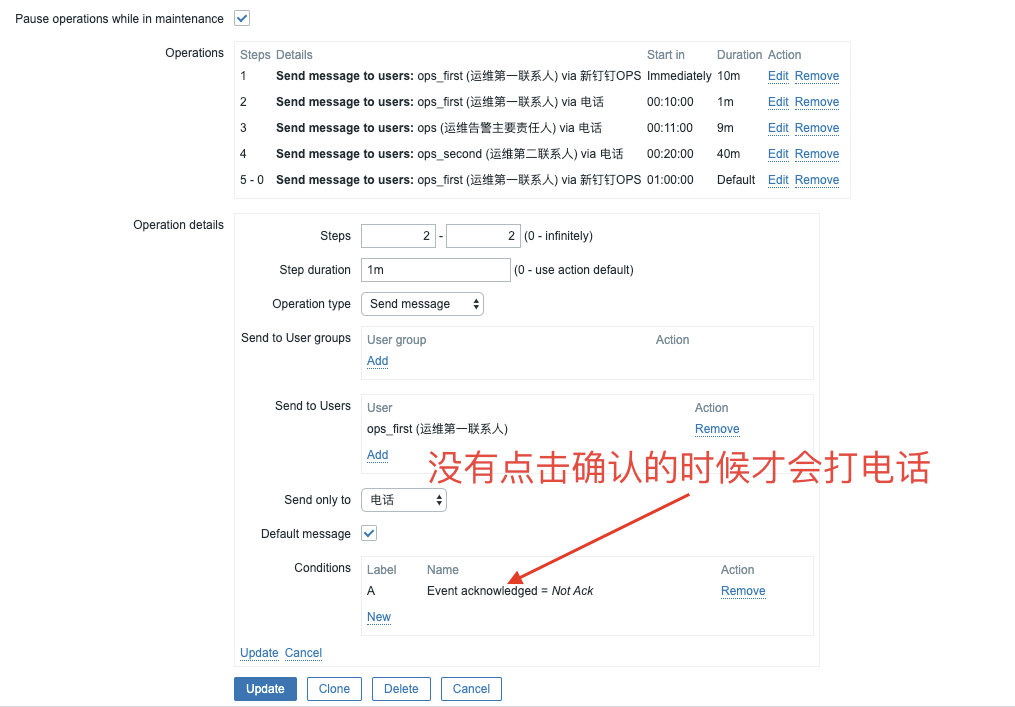 Pause operations while in maintenance
Operations Steps Details Start in Duration Action
1 Send message to users: ops_first (运维第一联系人) via 新钉钉OPS Immediately 10m Edit Remove
2 Send message to users: ops_first (运维第一联系人) via 电话 00:10:00 1m Edit Remove
3 Send message to users: ops (运维告警主要责任人) via 电话 00:11:00 9m Edit Remove
4 Send message to users: ops_second (运维第二联系人) via 电话 00:20:00 40m Edit Remove
5 - 0 Send message to users: ops_first (运维第一联系人) via 新钉钉OPS 01:00:00 Default Edit Remove
Operation details
Steps 2 - 2 (0 - infinitely)
Step duration 1m (0 - use action default)
Operation type Send message
Send to User groups User group Action
Add
Send to Users User Action
ops_first (运维第一联系人) Remove
Add
没有点击确认的时候才会打电话
Send only to 电话
Default message
Conditions Label Name Action
A Event acknowledged = Not Ack Remove
New
Update Cancel
Update Clone Delete Cancel